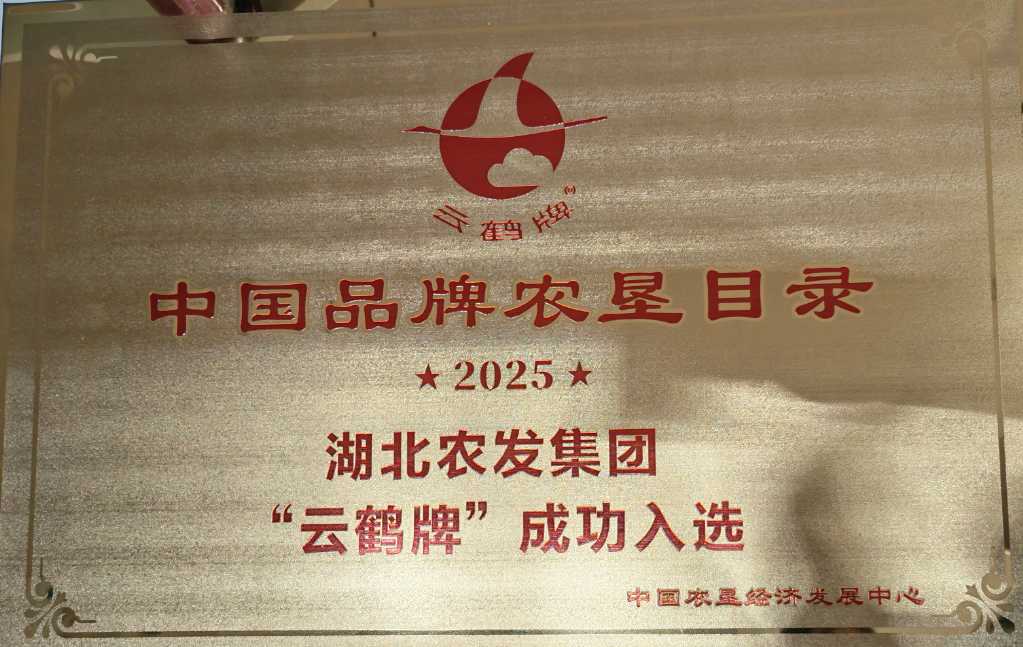 云鹤牌®
中国品牌农垦目录
★2025★
湖北农发集团
“云鹤牌”成功入选
中国农垦经济发展中心